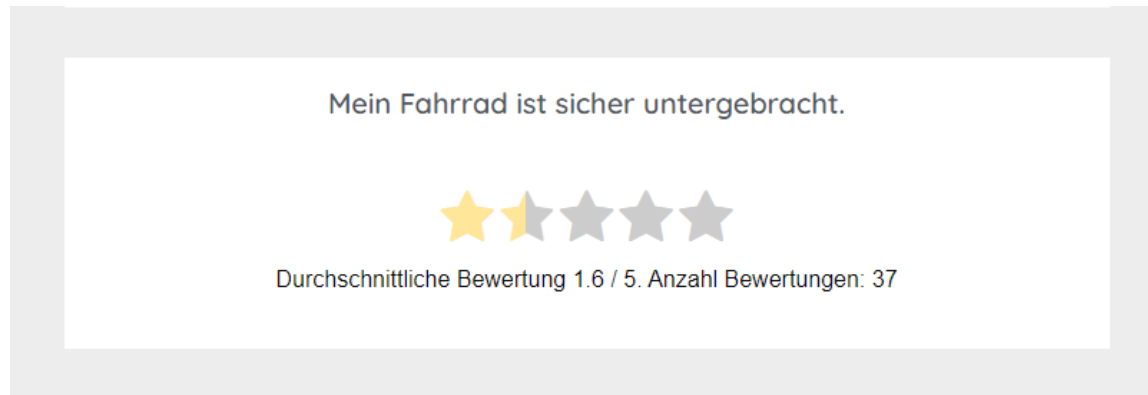 Mein Fahrrad ist sicher untergebracht.
Durchschnittliche Bewertung 1.6 / 5. Anzahl Bewertungen: 37